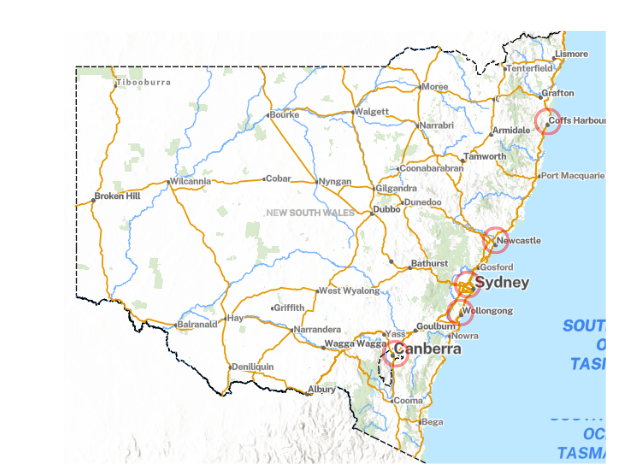 Lismore
Tenterfield
Tibooburra
Moree
Grafton
Bourke
Walgett
Coffs Harbour
Narrabri
Armidale
Tamworth
Coonabarabran
Port Macquarie
Wilcannia
Cobar
Nyngan
Gilgandra
Broken Hill
Dunedoo
NEW SOUTH WALES
Dubbo
Newcastle
Bathurst
Gosford
Sydney
West Wyalong
Griffith
Wollongong
Balranald
Hay
Narrandera
Goulburn
SOUT
Yass
Nowra
Wagga Wagga
O
Canberra
TASI
Deniliquin
Albury
Cooma
Bega
OC
TASMA